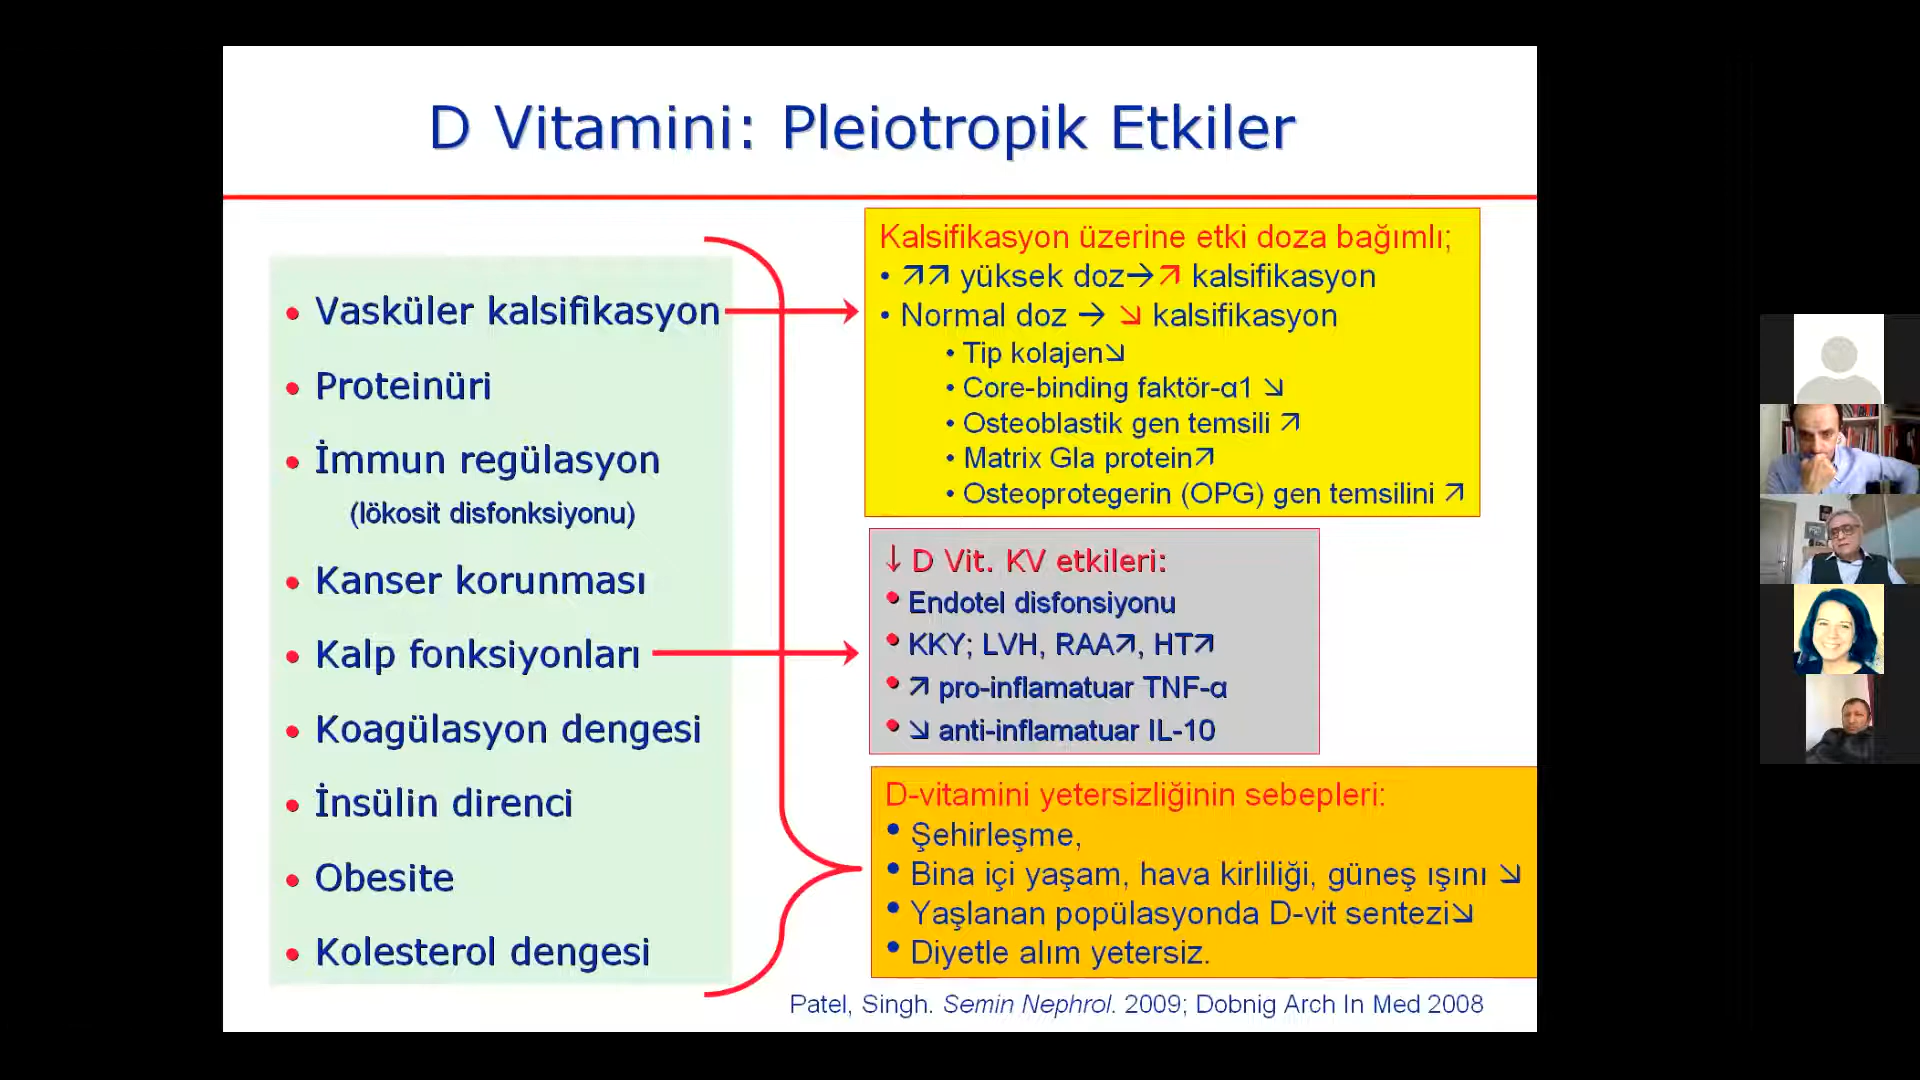 D Vitamini: Pleiotropik Etkiler
• Vasküler kalsifikasyon
• Proteinüri
• İmmun regülasyon
(lökosit disfonksiyonu)
• Kanser korunması
• Kalp fonksiyonları
• Koagülasyon dengesi
• İnsülin direnci
• Obesite
• Kolesterol dengesi
Kalsifikasyon üzerine etki doza bağımlı;
• ↗↗ yüksek doz→↗ kalsifikasyon
• Normal doz → ↘ kalsifikasyon
• Tip kolajen↘
• Core-binding faktör-α1 ↘
• Osteoblastik gen temsili ↗
• Matrix Gla protein↗
• Osteoprotegerin (OPG) gen temsilini ↗
↓ D Vit. KV etkileri:
• Endotel disfonsiyonu
• KKY; LVH, RAA↗, HT↗
• ↗ pro-inflamatuar TNF-α
• ↘ anti-inflamatuar IL-10
D-vitamini yetersizliğinin sebepleri:
• Şehirleşme,
• Bina içi yaşam, hava kirliliği, güneş ışını ↘
• Yaşlanan popülasyonda D-vit sentezi↘
• Diyetle alım yetersiz.
Patel, Singh. Semin Nephrol. 2009; Dobnig Arch In Med 2008